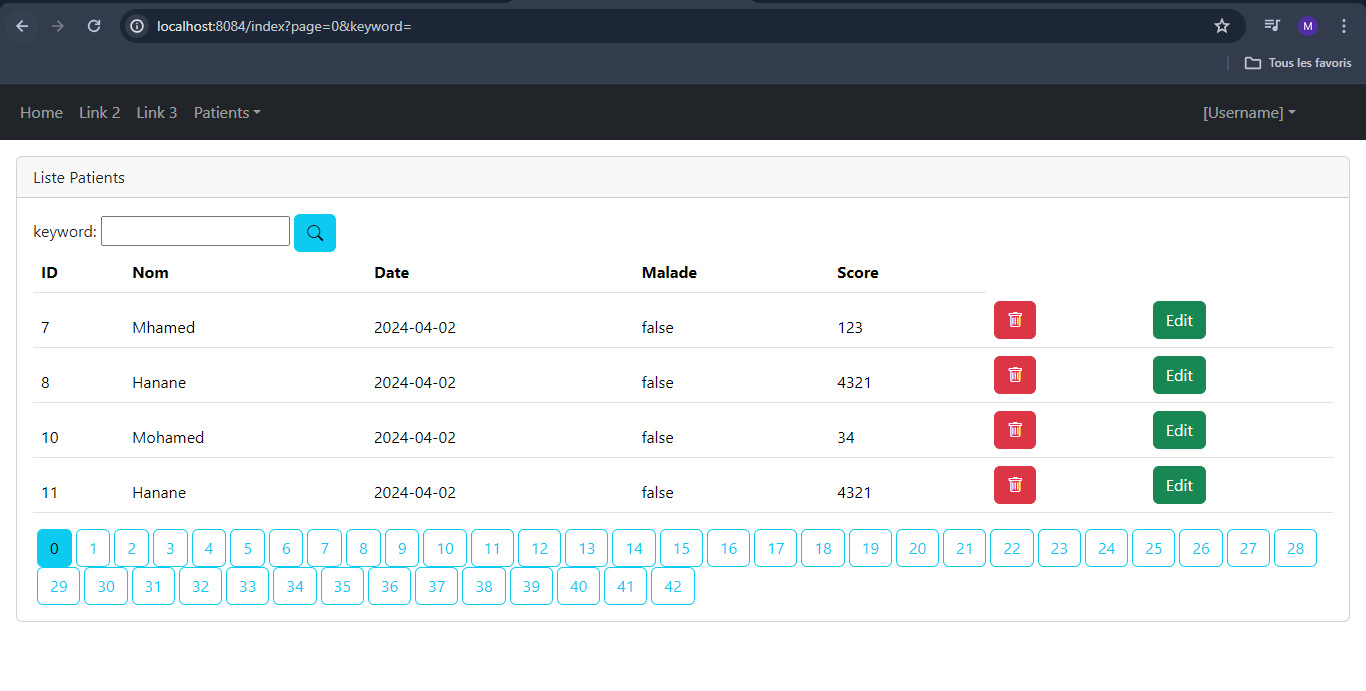 localhost:8084/index?page=0&keyword=
M
Tous les favoris
Home Link 2 Link 3 Patients [Username]
Liste Patients
keyword:
ID Nom Date Malade Score
7 Mhamed 2024-04-02 false 123 Edit
8 Hanane 2024-04-02 false 4321 Edit
10 Mohamed 2024-04-02 false 34 Edit
11 Hanane 2024-04-02 false 4321 Edit
0 1 2 3 4 5 6 7 8 9 10 11 12 13 14 15 16 17 18 19 20 21 22 23 24 25 26 27 28
29 30 31 32 33 34 35 36 37 38 39 40 41 42